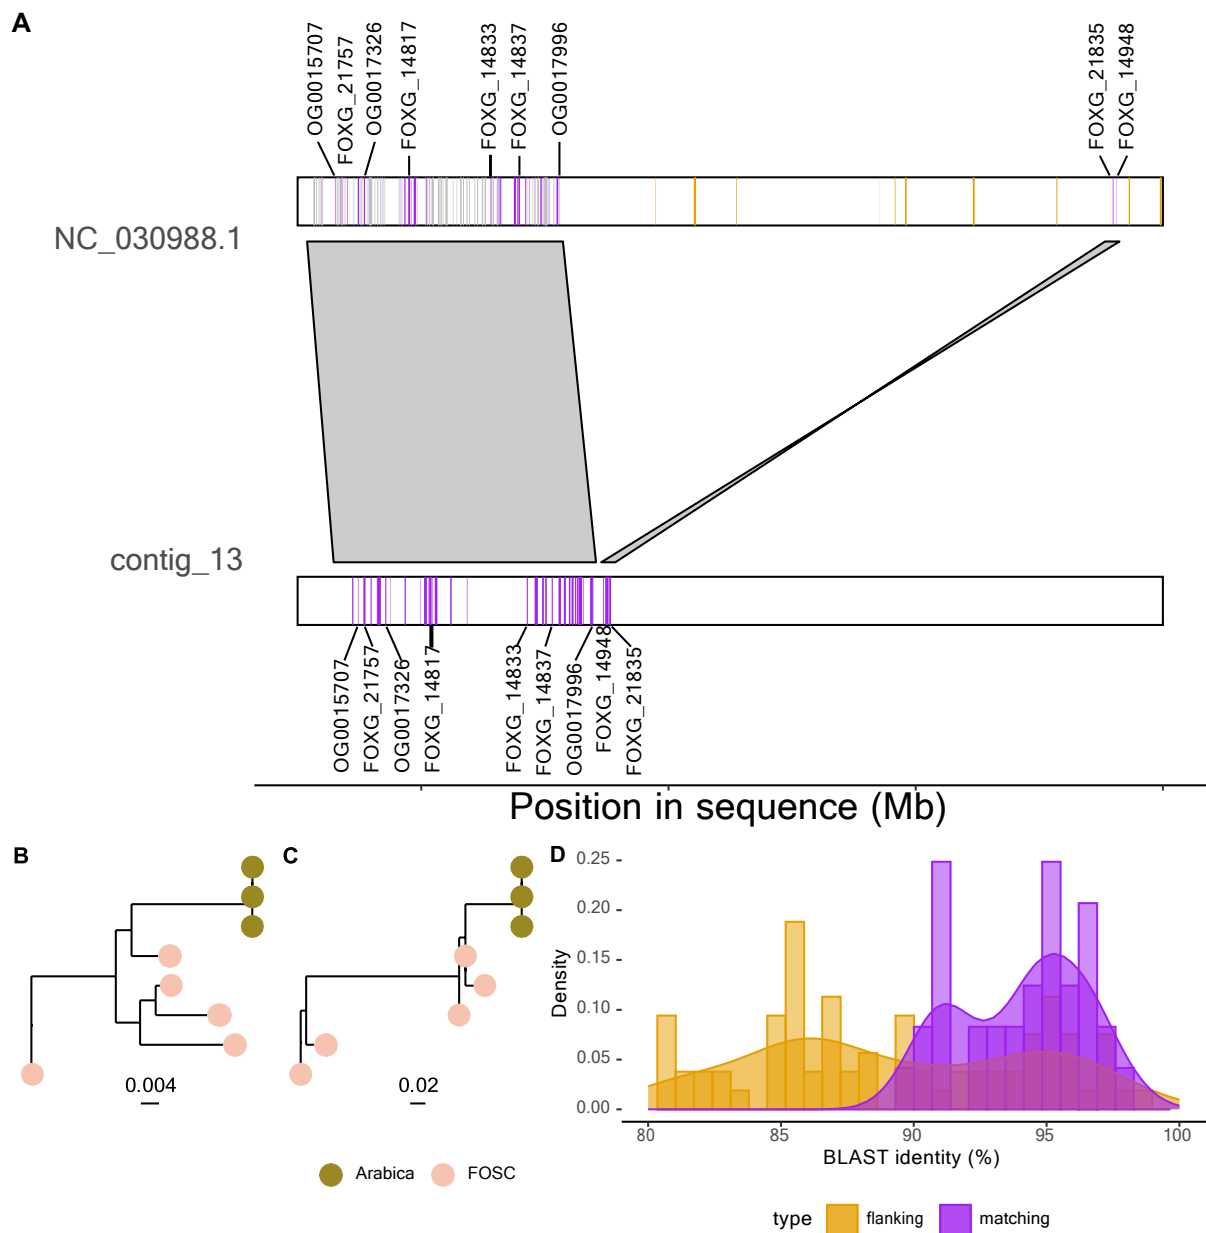 A
OG0015707
FOXG_21757
OG0017326
FOXG_14817
FOXG_14833
FOXG_14837
OG0017996
FOXG_21835
FOXG_14948
NC_030988.1
contig_13
OG0015707
FOXG_21757
OG0017326
FOXG_14817
FOXG_14833
FOXG_14837
OG0017996
FOXG_14948
FOXG_21835
Position in sequence (Mb)
B
0.004
C
0.02
Arabica
FOSC
D
Density
0.25
0.20
0.15
0.10
0.05
0.00
80
85
90
95
100
BLAST identity (%)
type
flanking
matching